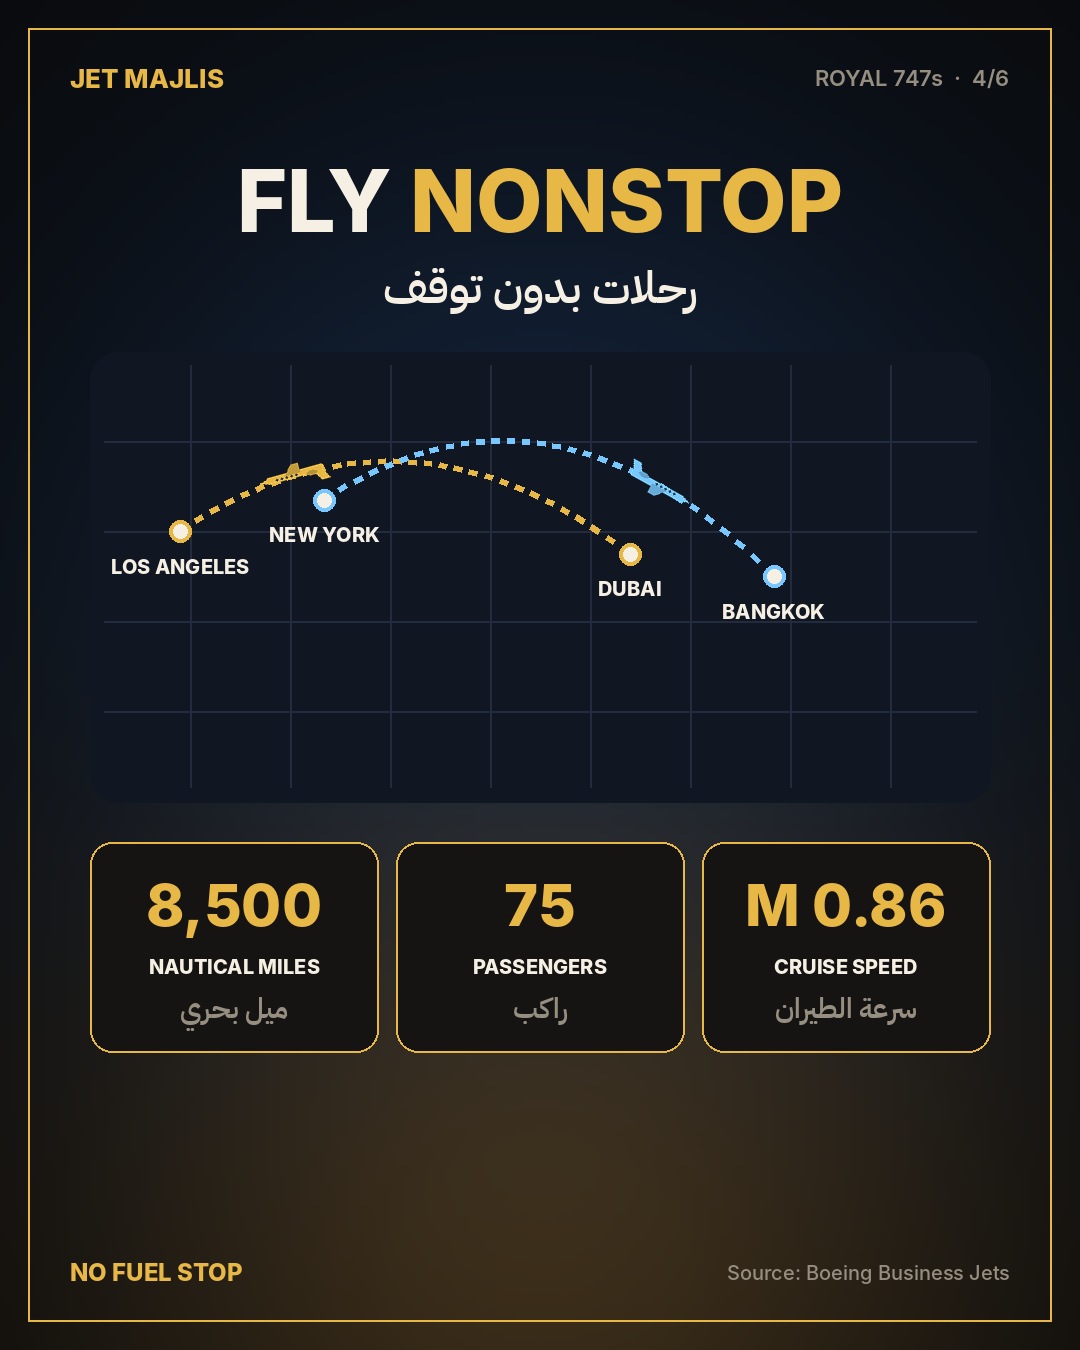 JET MAJLIS
ROYAL 747s · 4/6
FLY NONSTOP
رحلات بدون توقف
NEW YORK
LOS ANGELES
DUBAI
BANGKOK
8,500
NAUTICAL MILES
ميل بحري
75
PASSENGERS
راكب
M 0.86
CRUISE SPEED
سرعة الطيران
NO FUEL STOP
Source: Boeing Business Jets